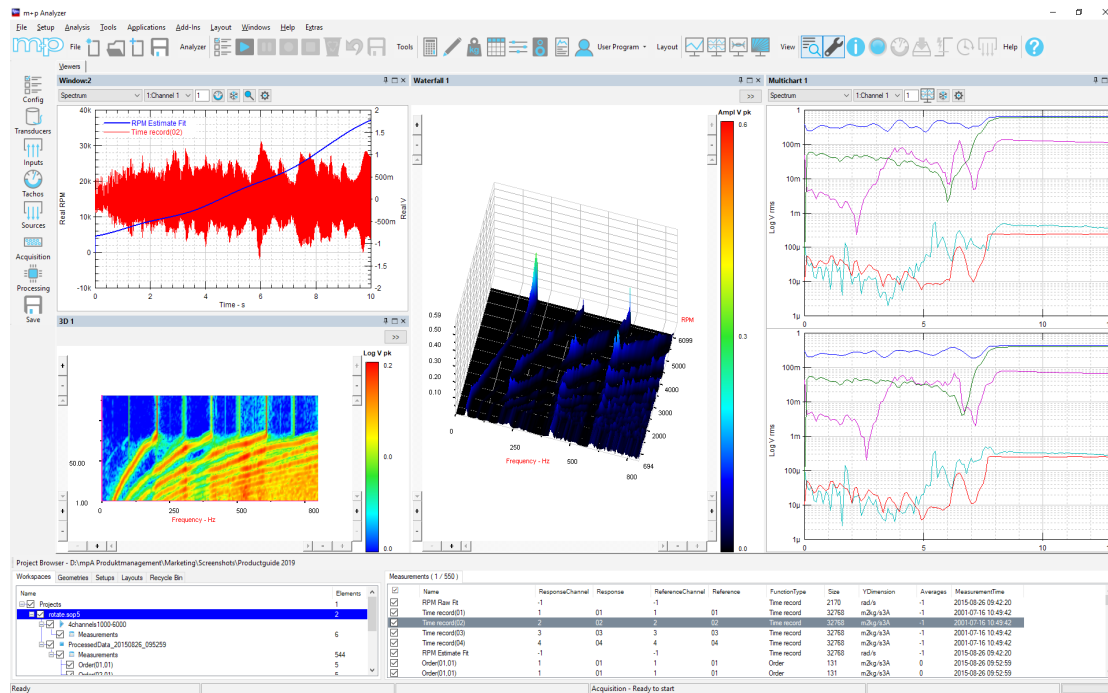 m+p Analyzer
File Setup Analysis Tools Applications Add-Ins Layout Windows Help Extras
m+p File Analyzer Tools User Program Layout View Help
Viewers
Window:2
Spectrum 1:Channel 1 1
RPM Estimate Fit
Time record(02)
40k
30k
20k
10k
0
-10k
Real RPM
2
1.5
1
500m
0
-500m
-1
-1.5
-2
Real V
0 2 4 6 8 10
Time - s
Config
Transducers
Inputs
Tachos
Sources
Acquisition
Processing
Save
3D 1
>>
Log V pk
0.2
0.0
0.0
50.00
1.00
0 250 500 800
Frequency - Hz
Waterfall 1
>>
Ampl V pk
0.6
0.3
0.0
0.59
0.50
0.40
0.30
0.20
0.10
0
250
500
600
Frequency - Hz
RPM
6099
5000
4000
3000
2000
694
Multichart 1
Spectrum 1:Channel 1 1
1
100m
10m
1m
100µ
10µ
1µ
Log V rms
0 5 10
1
100m
10m
1m
100µ
10µ
1µ
Log V rms
0 5 10
Project Browser - D:\mpA Produktmanagement\Marketing\Screenshots\Productguide 2019
Workspaces Geometries Setups Layouts Recycle Bin
Name Elements
Projects 1
rotate.sop5 2
4channels1000-6000
Measurements 6
ProcessedData_20150826_095259
Measurements 544
Order(01,01) 5
Order(02,01) 5
Measurements ( 1 / 550 )
Name ResponseChannel Response ReferenceChannel Reference FunctionType Size YDimension Averages MeasurementTime
RPM Raw Fit -1 -1 Time record 2170 rad/s -1 2015-08-26 09:42:20
Time record(01) 1 01 1 01 Time record 32768 m2kg/s3A -1 2001-07-16 10:49:42
Time record(02) 2 02 2 02 Time record 32768 m2kg/s3A -1 2001-07-16 10:49:42
Time record(03) 3 03 3 03 Time record 32768 m2kg/s3A -1 2001-07-16 10:49:42
Time record(04) 4 04 4 04 Time record 32768 m2kg/s3A -1 2001-07-16 10:49:42
RPM Estimate Fit -1 -1 Time record 32768 rad/s -1 2015-08-26 09:42:20
Order(01,01) 1 01 1 01 Order 131 m2kg/s3A 0 2015-08-26 09:52:59
Order(02,01) 1 01 1 01 Order 131 m2kg/s3A 0 2015-08-26 09:52:59
Ready
Acquisition - Ready to start